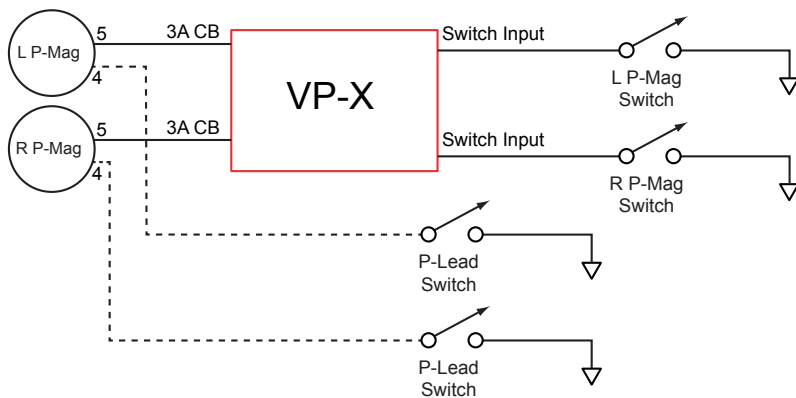 5 3A CB
L P-Mag
4
Switch Input
L P-Mag
Switch
VP-X
5 3A CB
R P-Mag
4
Switch Input
R P-Mag
Switch
P-Lead
Switch
P-Lead
Switch